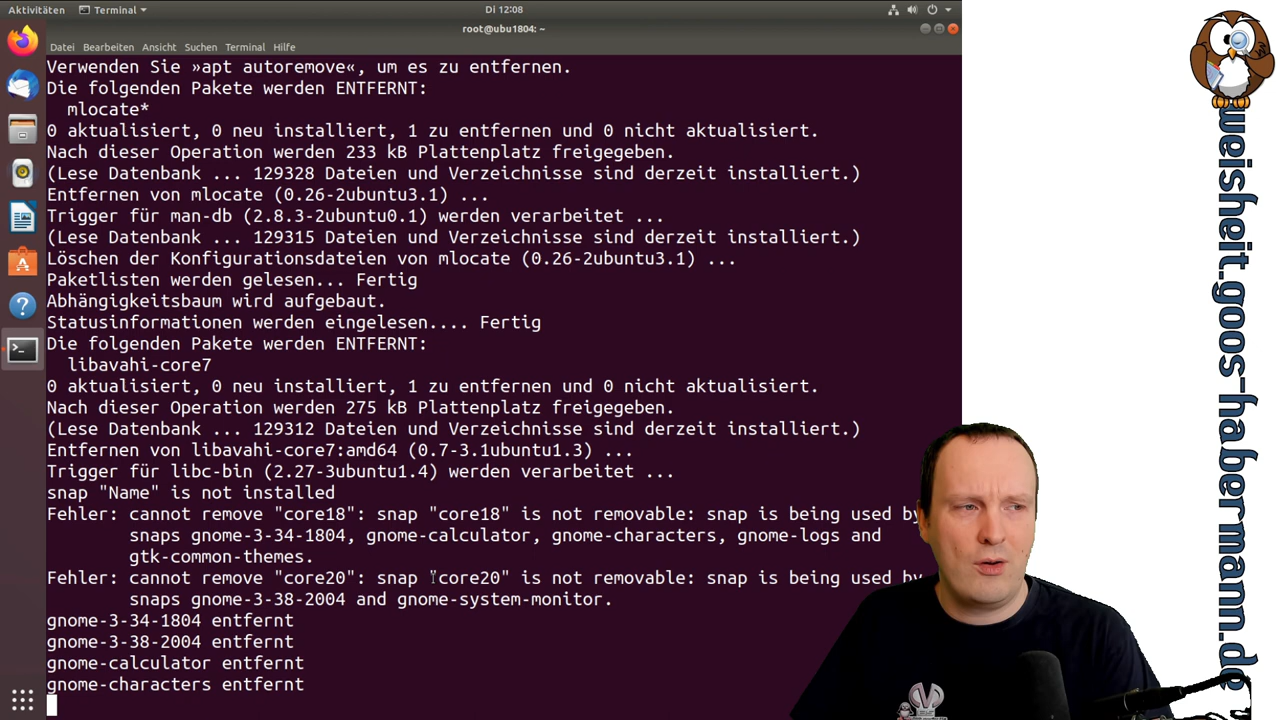 Aktivitäten
Terminal
Di 12:08
root@ubu1804: ~
Datei Bearbeiten Ansicht Suchen Terminal Hilfe
Verwenden Sie »apt autoremove«, um es zu entfernen.
Die folgenden Pakete werden ENTFERNT:
mlocate*
0 aktualisiert, 0 neu installiert, 1 zu entfernen und 0 nicht aktualisiert.
Nach dieser Operation werden 233 kB Plattenplatz freigegeben.
(Lese Datenbank ... 129328 Dateien und Verzeichnisse sind derzeit installiert.)
Entfernen von mlocate (0.26-2ubuntu3.1) ...
Trigger für man-db (2.8.3-2ubuntu0.1) werden verarbeitet ...
(Lese Datenbank ... 129315 Dateien und Verzeichnisse sind derzeit installiert.)
Löschen der Konfigurationsdateien von mlocate (0.26-2ubuntu3.1) ...
Paketlisten werden gelesen... Fertig
Abhängigkeitsbaum wird aufgebaut.
Statusinformationen werden eingelesen.... Fertig
Die folgenden Pakete werden ENTFERNT:
libavahi-core7
0 aktualisiert, 0 neu installiert, 1 zu entfernen und 0 nicht aktualisiert.
Nach dieser Operation werden 275 kB Plattenplatz freigegeben.
(Lese Datenbank ... 129312 Dateien und Verzeichnisse sind derzeit installiert.)
Entfernen von libavahi-core7:amd64 (0.7-3.1ubuntu1.3) ...
Trigger für libc-bin (2.27-3ubuntu1.4) werden verarbeitet ...
snap "Name" is not installed
Fehler: cannot remove "core18": snap "core18" is not removable: snap is being used by
snaps gnome-3-34-1804, gnome-calculator, gnome-characters, gnome-logs and
gtk-common-themes.
Fehler: cannot remove "core20": snap "core20" is not removable: snap is being used by
snaps gnome-3-38-2004 and gnome-system-monitor.
gnome-3-34-1804 entfernt
gnome-3-38-2004 entfernt
gnome-calculator entfernt
gnome-characters entfernt
weisheit.goos-habermann.de